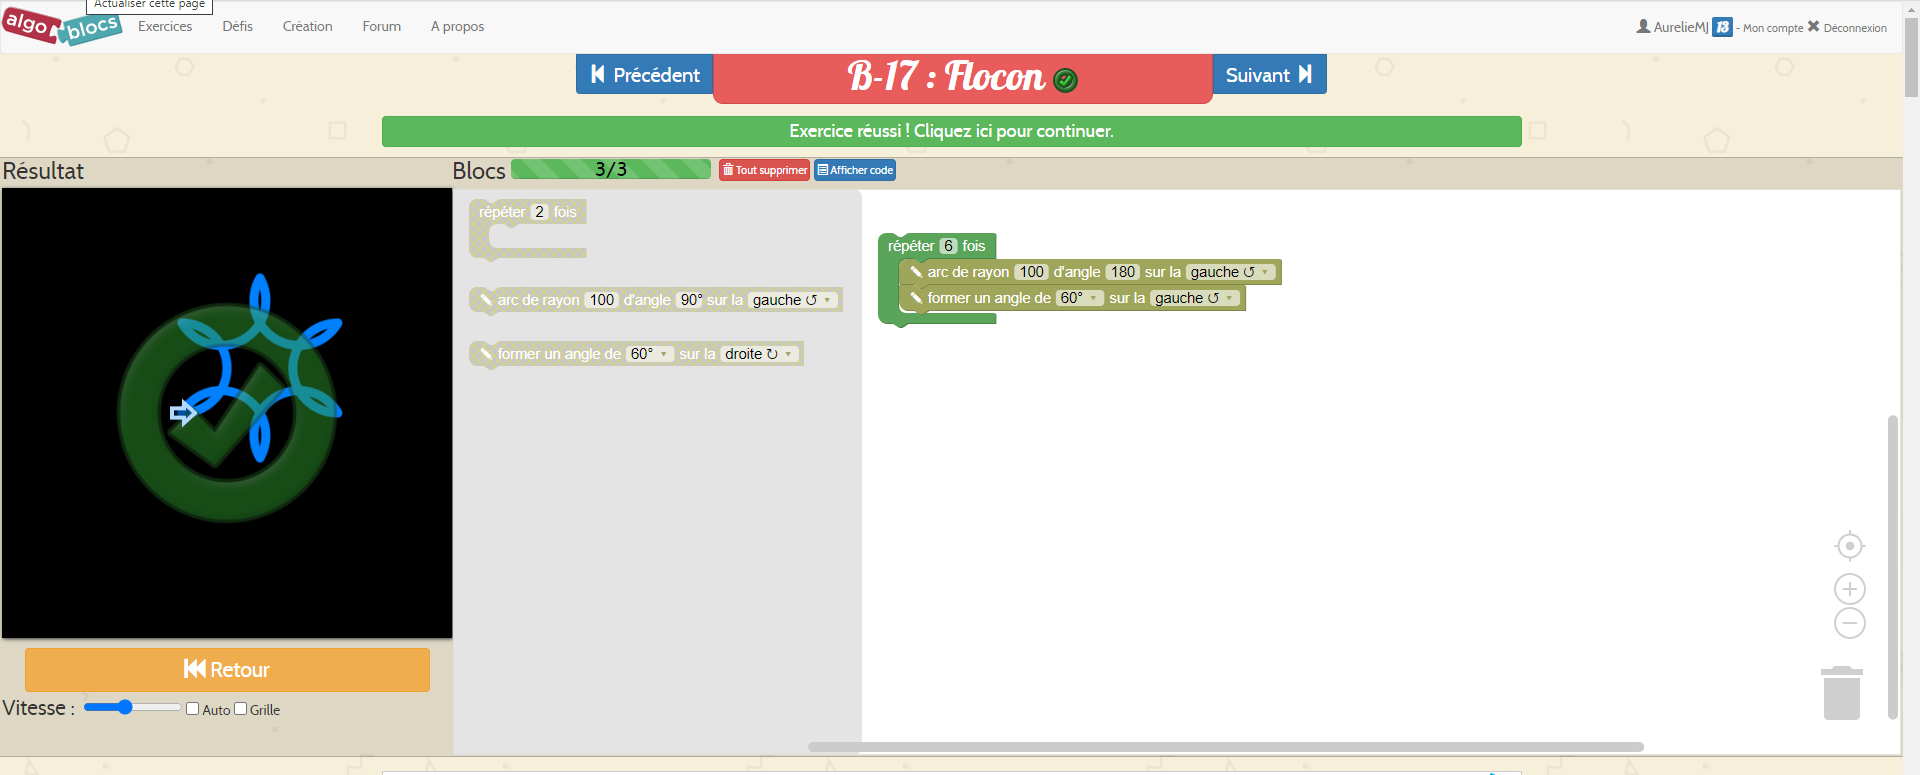 Actualiser cette page
algo blocs
Exercices Défis Création Forum A propos
AurelieMJ 13 - Mon compte Déconnexion
Précédent
B-17 : Flocon
Suivant
Exercice réussi ! Cliquez ici pour continuer.
Résultat
Blocs 3/3 Tout supprimer Afficher code
répéter 2 fois
arc de rayon 100 d'angle 90° sur la gauche ↺
former un angle de 60° sur la droite ↻
répéter 6 fois
arc de rayon 100 d'angle 180 sur la gauche ↺
former un angle de 60° sur la gauche ↺
Retour
Vitesse : Auto Grille